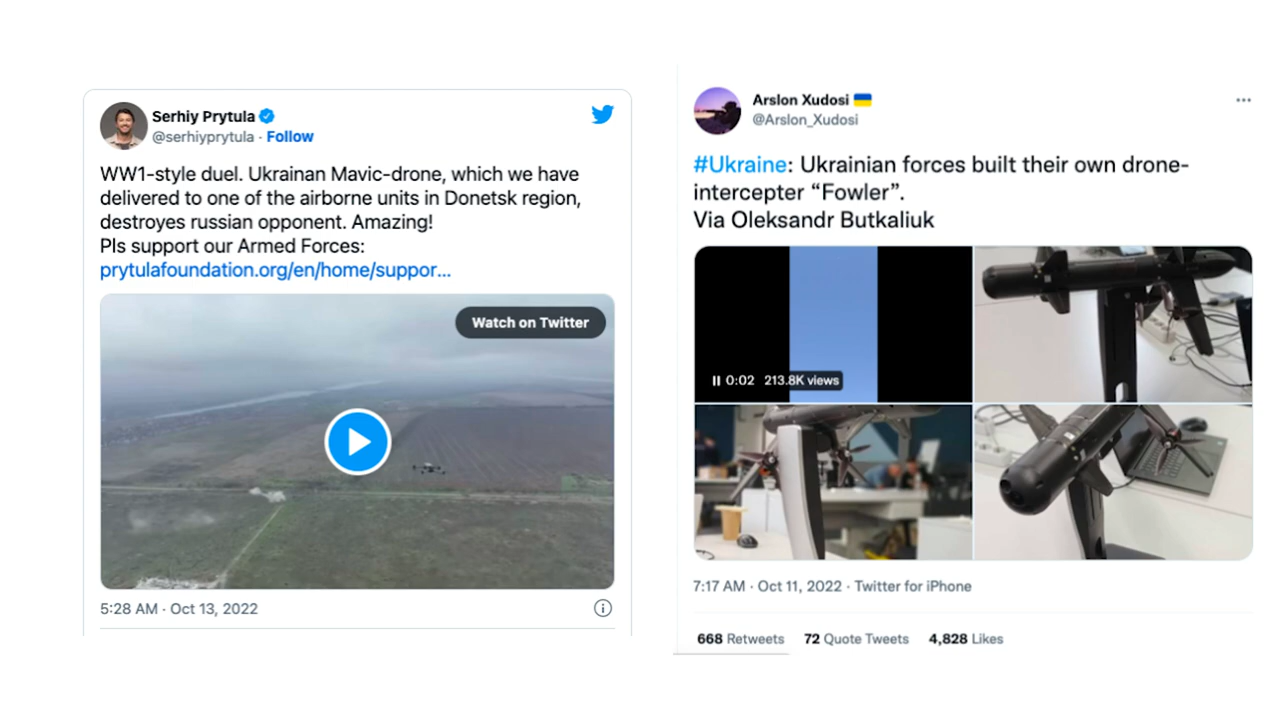 Serhiy Prytula
@serhiyprytula · Follow
WW1-style duel. Ukrainan Mavic-drone, which we have
delivered to one of the airborne units in Donetsk region,
destroyes russian opponent. Amazing!
Pls support our Armed Forces:
prytulafoundation.org/en/home/suppor...
Watch on Twitter
5:28 AM · Oct 13, 2022
Arslon Xudosi
@Arslon_Xudosi
#Ukraine: Ukrainian forces built their own drone-
intercepter “Fowler”.
Via Oleksandr Butkaliuk
0:02 213.8K views
7:17 AM · Oct 11, 2022 · Twitter for iPhone
668 Retweets 72 Quote Tweets 4,828 Likes